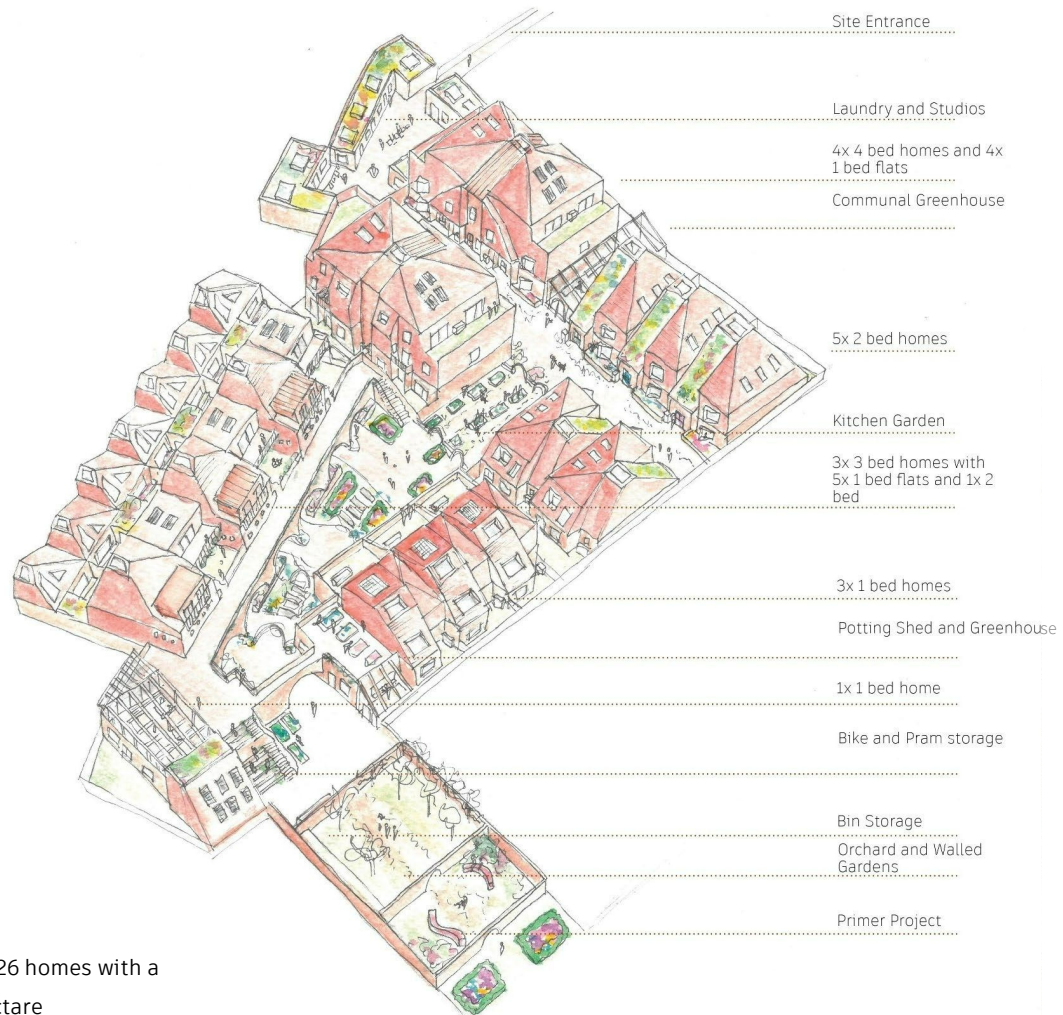 Site Entrance
Laundry and Studios
4x 4 bed homes and 4x
1 bed flats
Communal Greenhouse
5x 2 bed homes
Kitchen Garden
3x 3 bed homes with
5x 1 bed flats and 1x 2
bed
3x 1 bed homes
Potting Shed and Greenhouse
1x 1 bed home
Bike and Pram storage
Bin Storage
Orchard and Walled
Gardens
Primer Project
26 homes with a
ctare